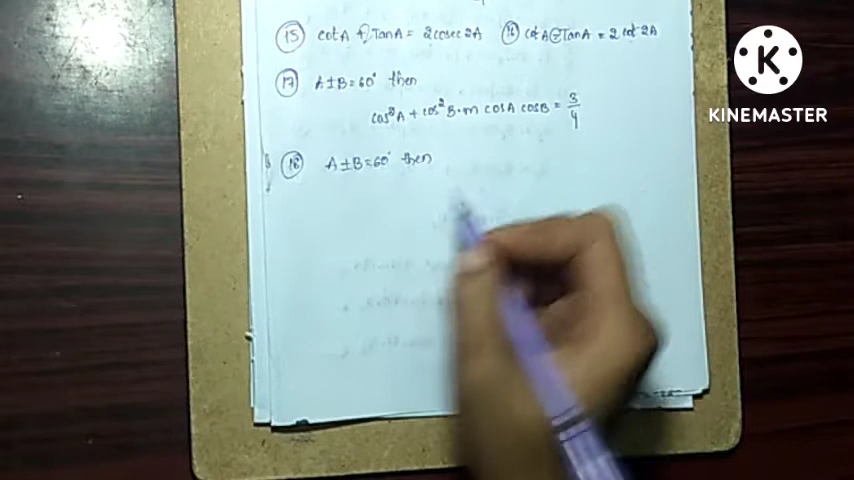 15 cotA + TanA = 2cosec2A 16 cotA - TanA = 2cot2A
17 A±B=60° then
cos²A + cos²B·m cosA cosB = 3/4
18 A±B=60° then
K
KINEMASTER